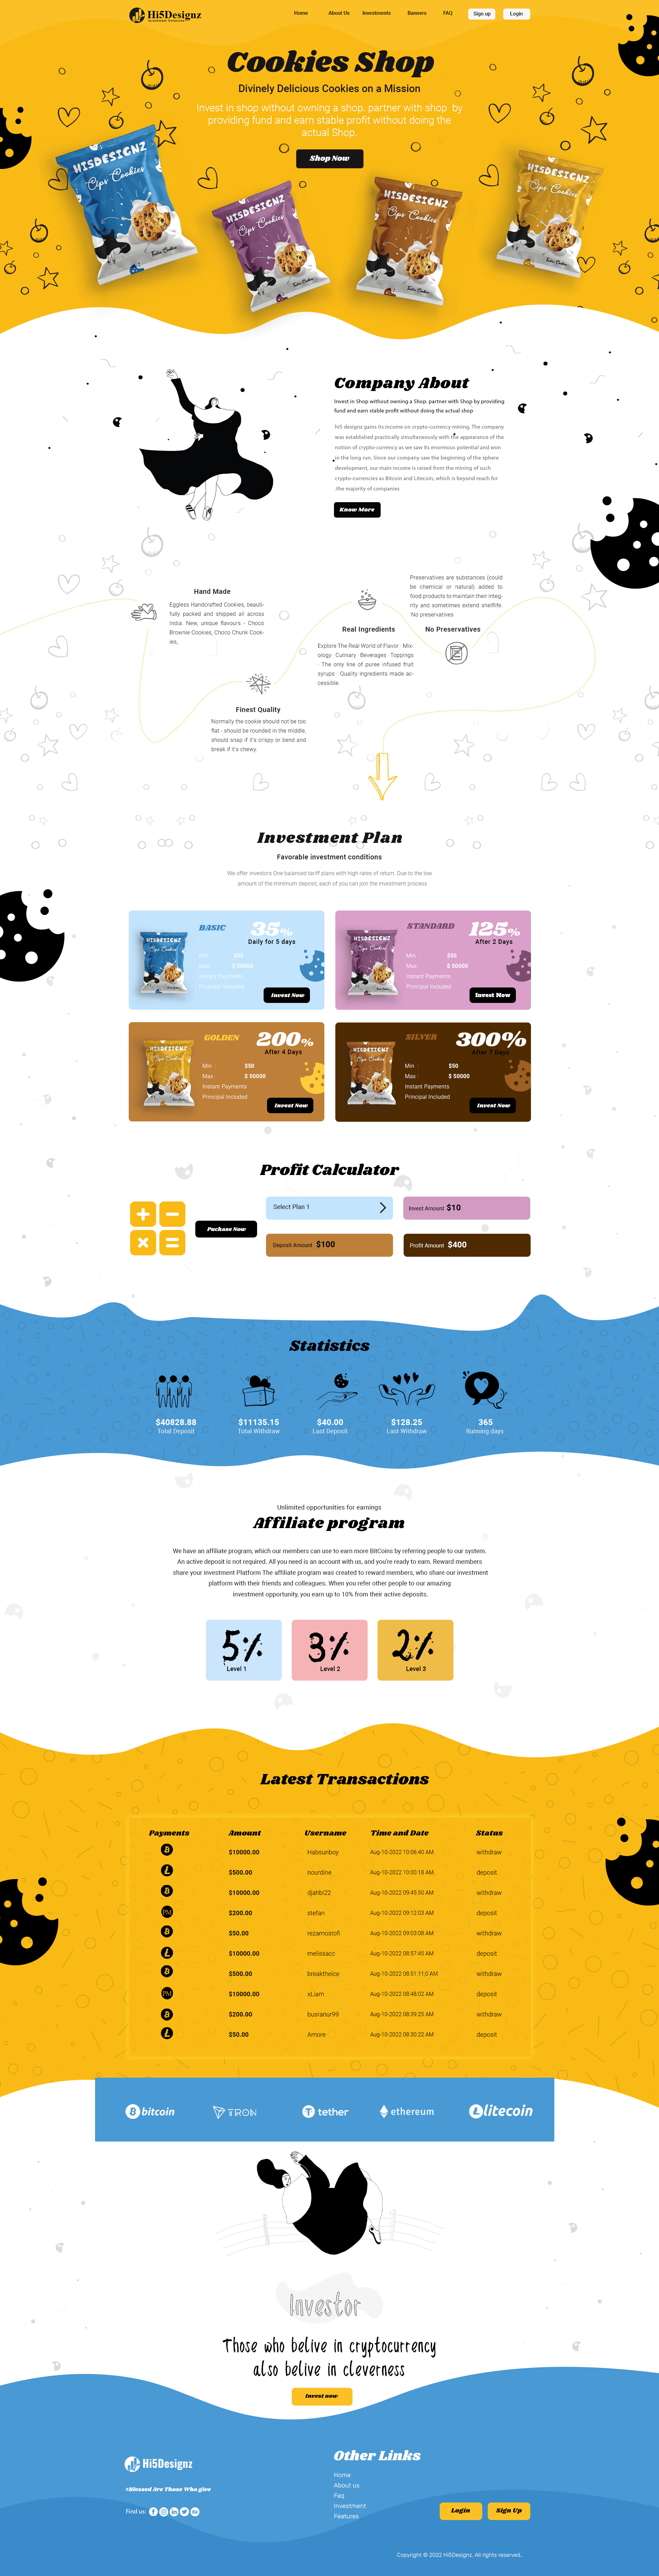 Hi5Designz
Home About Us Investments Banners FAQ Sign up Login
Cookies Shop
Divinely Delicious Cookies on a Mission
Invest in shop without owning a shop, partner with shop by
providing fund and earn stable profit without doing the
actual Shop.
Shop Now
HI5DESIGNZ
Cips Cookies
HI5DESIGNZ
Cips Cookies
HI5DESIGNZ
Cips Cookies
HI5DESIGNZ
Cips Cookies
Company About
Invest in Shop without owning a Shop, partner with Shop by providing
fund and earn stable profit without doing the actual shop
hi5 designz gains its income on crypto-currency mining. The company
was established practically simultaneously with the appearance of the
notion of crypto-currency as we saw its enormous potential and won
in the long run. Since our company saw the beginning of the sphere
development, our main income is raised from the mining of such
crypto-currencies as Bitcoin and Litecoin, which is beyond reach for
.the majority of companies
Know More
Hand Made
Eggless Handcrafted Cookies, beauti-
fully packed and shipped all across
India. New, unique flavours - Choco
Brownie Cookies, Choco Chunk Cook-
ies,
Finest Quality
Normally the cookie should not be too
flat - should be rounded in the middle,
should snap if it's crispy or bend and
break if it's chewy.
Real Ingredients
Explore The Real World of Flavor · Mix-
ology · Culinary · Beverages · Toppings
· The only line of puree infused fruit
syrups · Quality ingredients made ac-
cessible.
Preservatives are substances (could
be chemical or natural) added to
food products to maintain their integ-
rity and sometimes extend shelflife.
'No preservatives
No Preservatives
Investment Plan
Favorable investment conditions
We offer investors One balanced tariff plans with high rates of return. Due to the low
amount of the minimum deposit, each of you can join the investment process
BASIC 35%
Daily for 5 days
Min : $50
Max : $ 50000
Instant Payments
Principal Included
Invest Now
STANDARD 125%
After 2 Days
Min : $50
Max : $ 50000
Instant Payments
Principal Included
Invest Now
GOLDEN 200%
After 4 Days
Min : $50
Max : $ 50000
Instant Payments
Principal Included
Invest Now
SILVER 300%
After 7 Days
Min : $50
Max : $ 50000
Instant Payments
Principal Included
Invest Now
Profit Calculator
Puchase Now
Select Plan 1
Invest Amount $10
Deposit Amount $100
Profit Amount $400
Statistics
$40828.88 $11135.15 $40.00 $128.25 365
Total Deposit Total Withdraw Last Deposit Last Withdraw Running days
Unlimited opportunities for earnings
Affiliate program
We have an affiliate program, which our members can use to earn more BitCoins by referring people to our system.
An active deposit is not required. All you need is an account with us, and you're ready to earn. Reward members
share your investment Platform The affiliate program was created to reward members, who share our investment
platform with their friends and colleagues. When you refer other people to our amazing
investment opportunity, you earn up to 10% from their active deposits.
5% 3% 2%
Level 1 Level 2 Level 3
Latest Transactions
Payments Amount Username Time and Date Status
$10000.00 Habsunboy Aug-10-2022 10:06:40 AM withdraw
$500.00 nourdine Aug-10-2022 10:00:18 AM deposit
$10000.00 djahbi22 Aug-10-2022 09:45:50 AM withdraw
PM $200.00 stefan Aug-10-2022 09:12:03 AM deposit
$50.00 rezamostofi Aug-10-2022 09:03:08 AM withdraw
$10000.00 melissacc Aug-10-2022 08:57:45 AM deposit
$500.00 breaktheice Aug-10-2022 08:51:11;0 AM withdraw
PM $10000.00 xLiam Aug-10-2022 08:48:02 AM deposit
$200.00 busranur99 Aug-10-2022 08:39:25 AM withdraw
$50.00 Amore Aug-10-2022 08:30:22 AM deposit
bitcoin TRON tether ethereum litecoin
Investor
Those who belive in cryptocurrency
also belive in cleverness
Invest now
Hi5Designz
#Blessed Are Those Who give
Find us:
Other Links
Home
About us
Faq
Investment
Features
Login Sign Up
Copyright © 2022 Hi5Designz. All rights reserved..